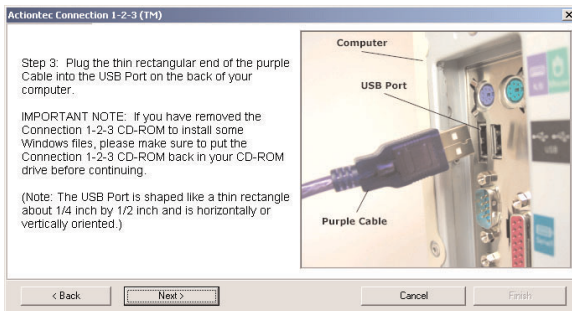 Actiontec Connection 1-2-3 (TM)
Step 3: Plug the thin rectangular end of the purple
Cable into the USB Port on the back of your
computer.
IMPORTANT NOTE: If you have removed the
Connection 1-2-3 CD-ROM to install some
Windows files, please make sure to put the
Connection 1-2-3 CD-ROM back in your CD-ROM
drive before continuing.
(Note: The USB Port is shaped like a thin rectangle
about 1/4 inch by 1/2 inch and is horizontally or
vertically oriented.)
Computer
USB Port
USB
Purple Cable
< Back
Next >
Cancel
Finish